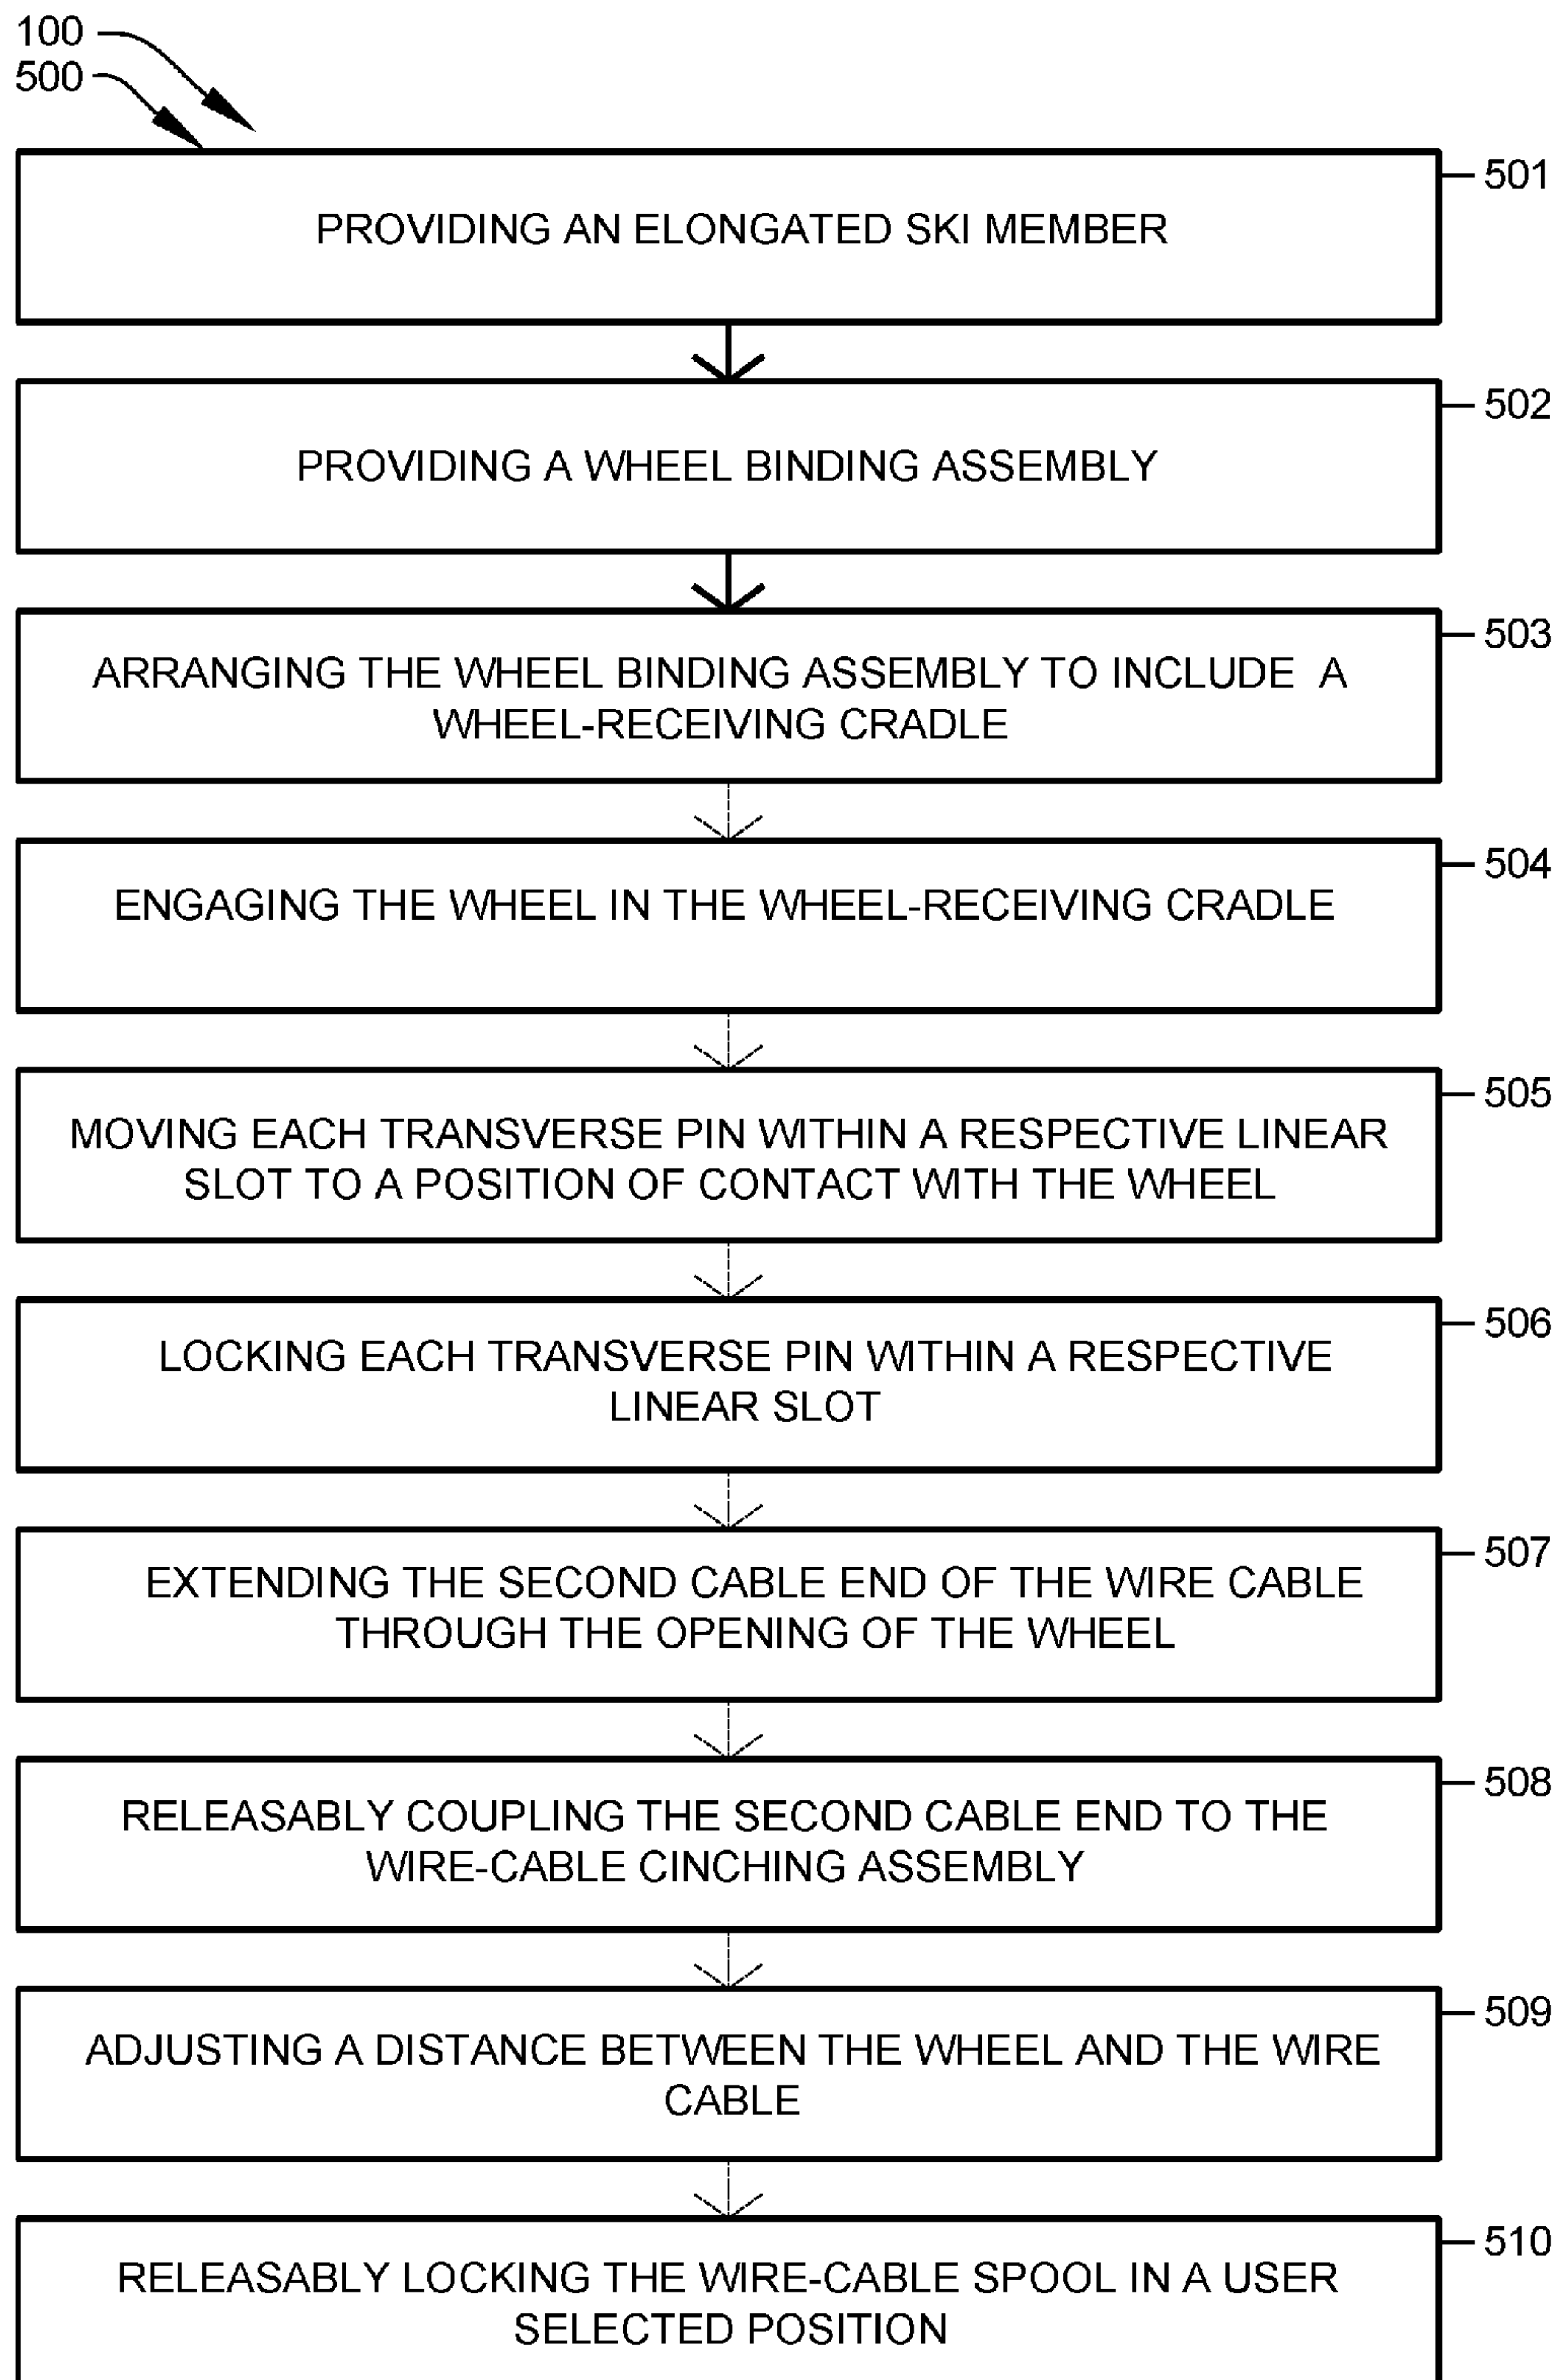 100
500
501
PROVIDING AN ELONGATED SKI MEMBER
502
PROVIDING A WHEEL BINDING ASSEMBLY
503
ARRANGING THE WHEEL BINDING ASSEMBLY TO INCLUDE A
WHEEL-RECEIVING CRADLE
504
ENGAGING THE WHEEL IN THE WHEEL-RECEIVING CRADLE
505
MOVING EACH TRANSVERSE PIN WITHIN A RESPECTIVE LINEAR
SLOT TO A POSITION OF CONTACT WITH THE WHEEL
506
LOCKING EACH TRANSVERSE PIN WITHIN A RESPECTIVE
LINEAR SLOT
507
EXTENDING THE SECOND CABLE END OF THE WIRE CABLE
THROUGH THE OPENING OF THE WHEEL
508
RELEASABLY COUPLING THE SECOND CABLE END TO THE
WIRE-CABLE CINCHING ASSEMBLY
509
ADJUSTING A DISTANCE BETWEEN THE WHEEL AND THE WIRE
CABLE
510
RELEASABLY LOCKING THE WIRE-CABLE SPOOL IN A USER
SELECTED POSITION